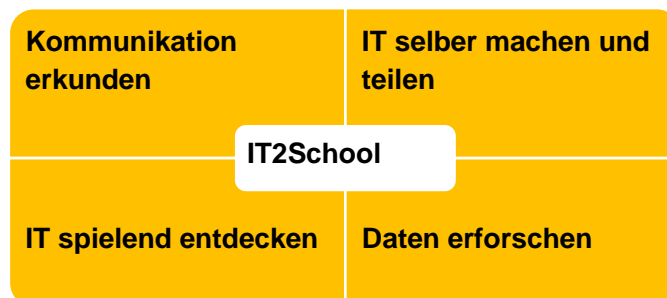 Kommunikation
erkunden
IT selber machen und
teilen
IT2School
IT spielend entdecken
Daten erforschen